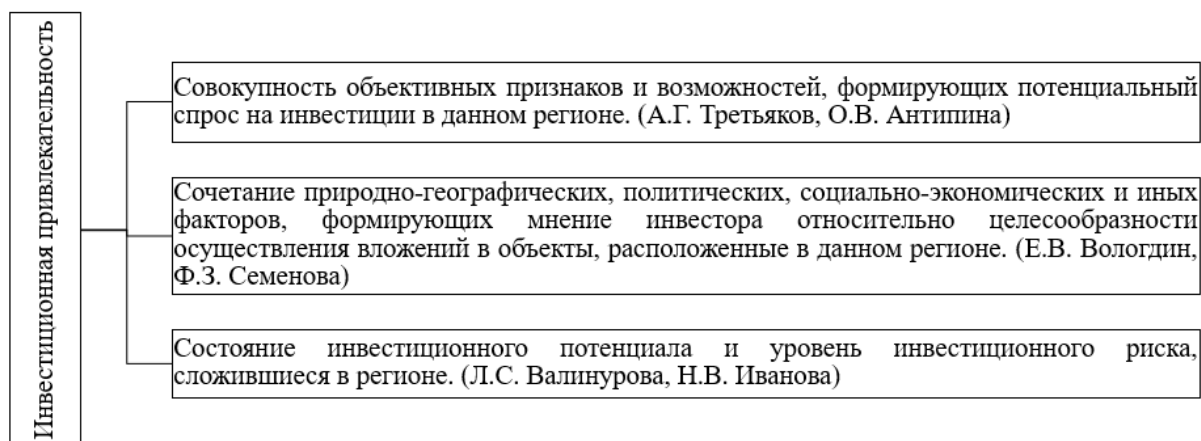 Инвестиционная привлекательность
Совокупность объективных признаков и возможностей, формирующих потенциальный
спрос на инвестиции в данном регионе. (А.Г. Третьяков, О.В. Антипина)
Сочетание природно-географических, политических, социально-экономических и иных
факторов, формирующих мнение инвестора относительно целесообразности
осуществления вложений в объекты, расположенные в данном регионе. (Е.В. Вологдин,
Ф.З. Семенова)
Состояние инвестиционного потенциала и уровень инвестиционного риска,
сложившиеся в регионе. (Л.С. Валинурова, Н.В. Иванова)